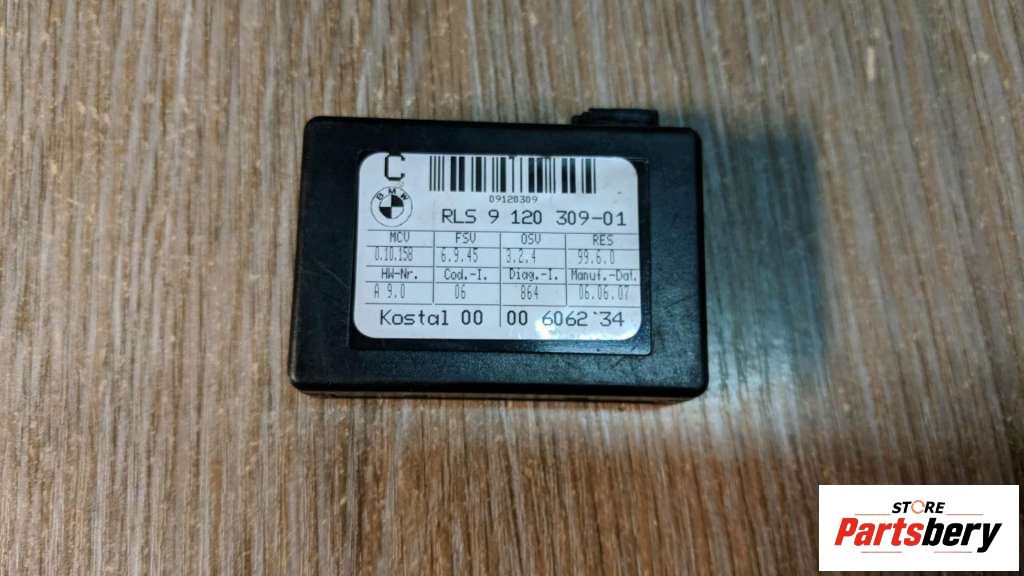 C
BMW
09120309
RLS 9 120 309-01
MCV FSV OSV RES
0.10.158 6.9.45 3.2.4 99.6.0
HW-Nr. Cod.-I. Diag.-I. Manuf.-Dat.
A 9.0 06 864 06.06.07
Kostal 00 00 6062 34
STORE
Partsbery